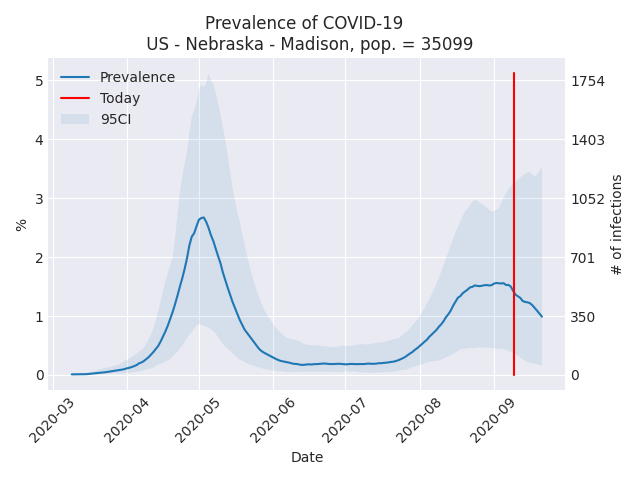 Prevalence of COVID-19
US - Nebraska - Madison, pop. = 35099
Prevalence
Today
95CI
%
5
4
3
2
1
0
1754
1403
1052
701
350
0
# of infections
2020-03
2020-04
2020-05
2020-06
2020-07
2020-08
2020-09
Date